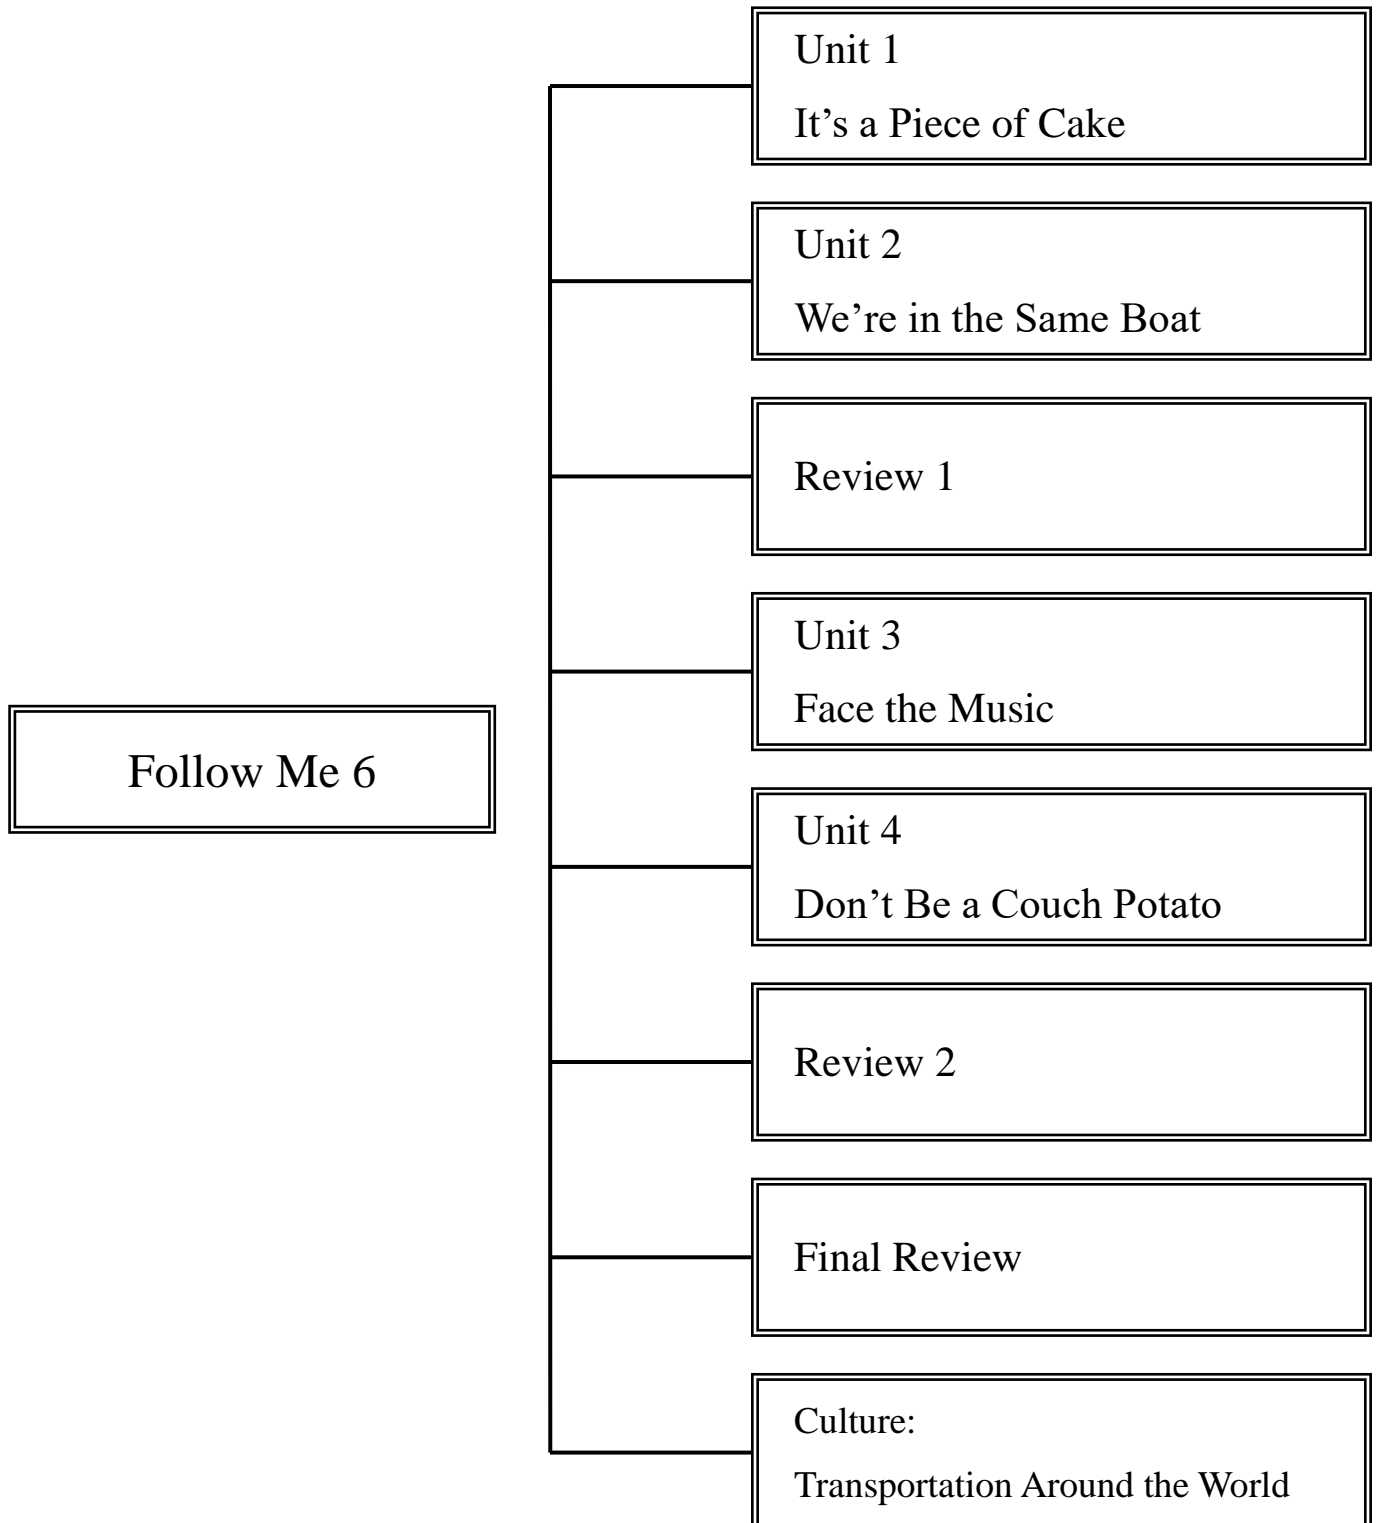 Follow Me 6
Unit 1
It’s a Piece of Cake
Unit 2
We’re in the Same Boat
Review 1
Unit 3
Face the Music
Unit 4
Don’t Be a Couch Potato
Review 2
Final Review
Culture:
Transportation Around the World